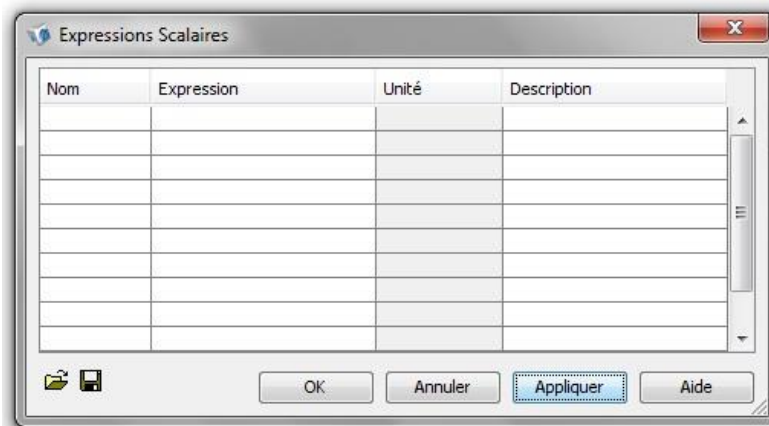 Expressions Scalaires
Nom Expression Unité Description
OK Annuler Appliquer Aide